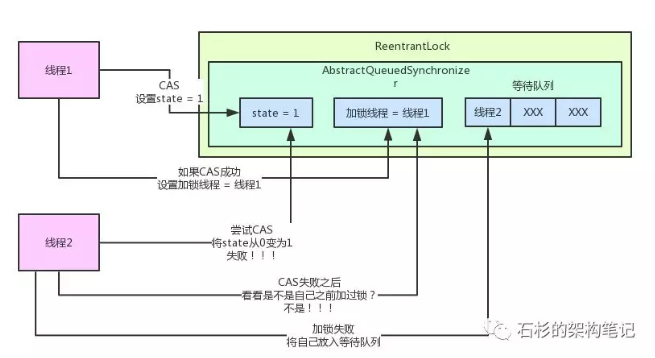 ReentrantLock
AbstractQueuedSynchronize
r
等待队列
线程1
CAS
设置state = 1
state = 1
加锁线程 = 线程1
线程2
XXX
XXX
如果CAS成功
设置加锁线程 = 线程1
线程2
尝试CAS
将state从0变为1
失败！！！
CAS失败之后
看看是不是自己之前加过锁？
不是！！！
加锁失败
将自己放入等待队列
石杉的架构笔记